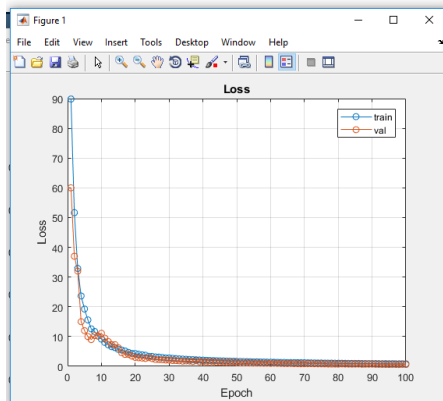 Figure 1
File Edit View Insert Tools Desktop Window Help
Loss
90
80
70
60
50
40
30
20
10
0
Loss
train
val
0 10 20 30 40 50 60 70 80 90 100
Epoch